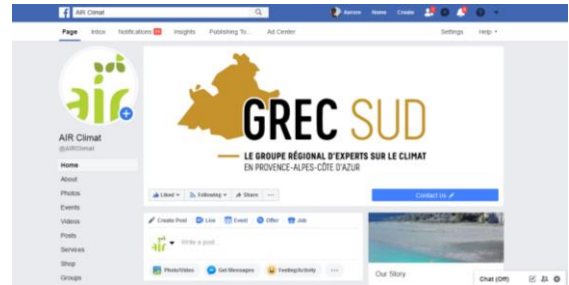 AIR Climat
Aurore Home Create
Page Inbox Notifications Insights Publishing To... Ad Center Settings Help
air
AIR Climat
@AIRClimat
GREC SUD
LE GROUPE RÉGIONAL D'EXPERTS SUR LE CLIMAT
EN PROVENCE-ALPES-CÔTE D'AZUR
Home
About
Photos
Events
Videos
Posts
Services
Shop
Groups
Liked Following Share ...
Contact Us
Create Post Live Event Offer Job
air
Write a post...
Photo/Video Get Messages Feeling/Activity ...
Our Story
Chat (Off)